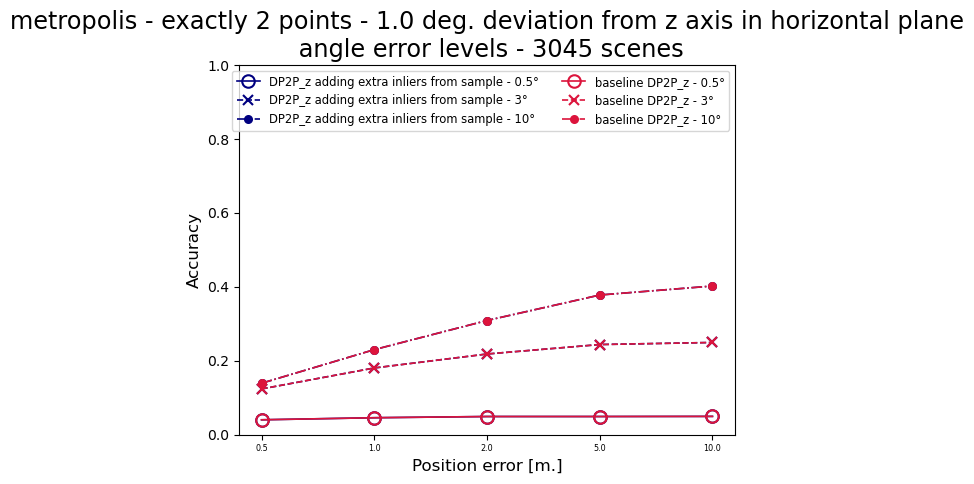 metropolis - exactly 2 points - 1.0 deg. deviation from z axis in horizontal plane
angle error levels - 3045 scenes
DP2P_z adding extra inliers from sample - 0.5°
DP2P_z adding extra inliers from sample - 3°
DP2P_z adding extra inliers from sample - 10°
baseline DP2P_z - 0.5°
baseline DP2P_z - 3°
baseline DP2P_z - 10°
1.0
0.8
0.6
0.4
0.2
0.0
Accuracy
0.5 1.0 2.0 5.0 10.0
Position error [m.]